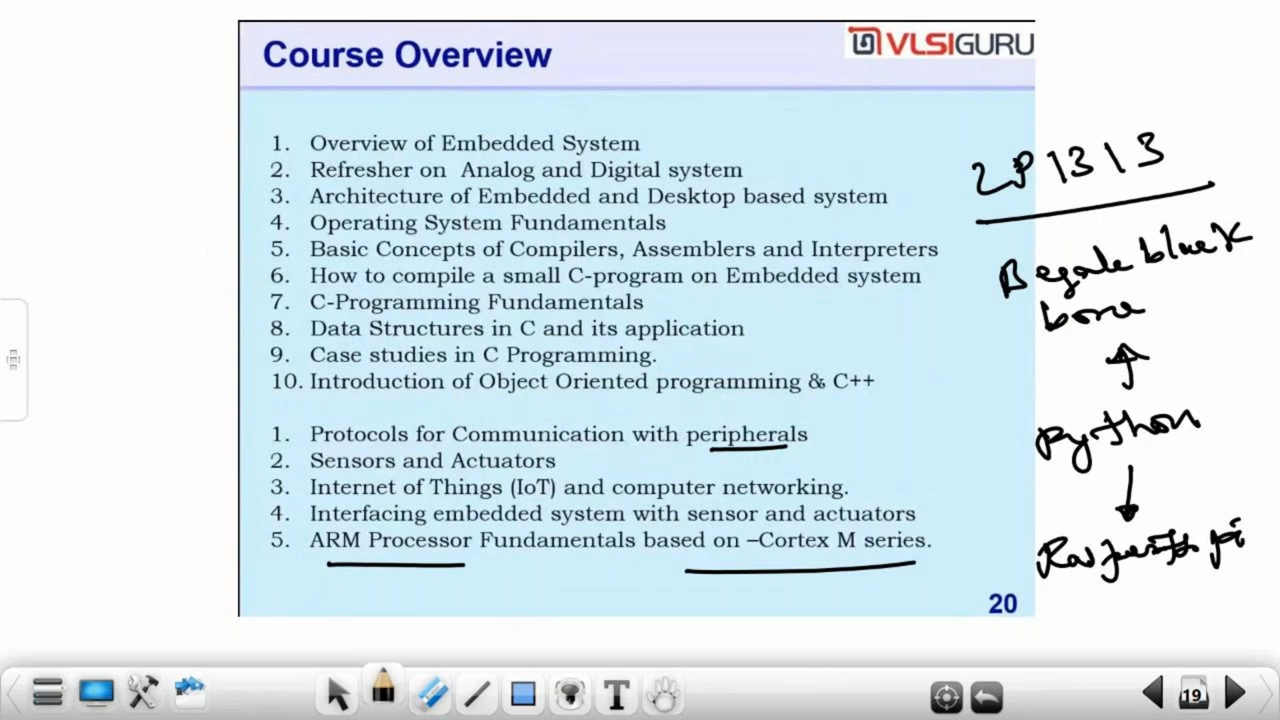 Course Overview
VLSIGURU
1. Overview of Embedded System
2. Refresher on Analog and Digital system
3. Architecture of Embedded and Desktop based system
4. Operating System Fundamentals
5. Basic Concepts of Compilers, Assemblers and Interpreters
6. How to compile a small C-program on Embedded system
7. C-Programming Fundamentals
8. Data Structures in C and its application
9. Case studies in C Programming.
10. Introduction of Object Oriented programming & C++
1. Protocols for Communication with peripherals
2. Sensors and Actuators
3. Internet of Things (IoT) and computer networking.
4. Interfacing embedded system with sensor and actuators
5. ARM Processor Fundamentals based on –Cortex M series.
20
1313
bone
Python
pi
19